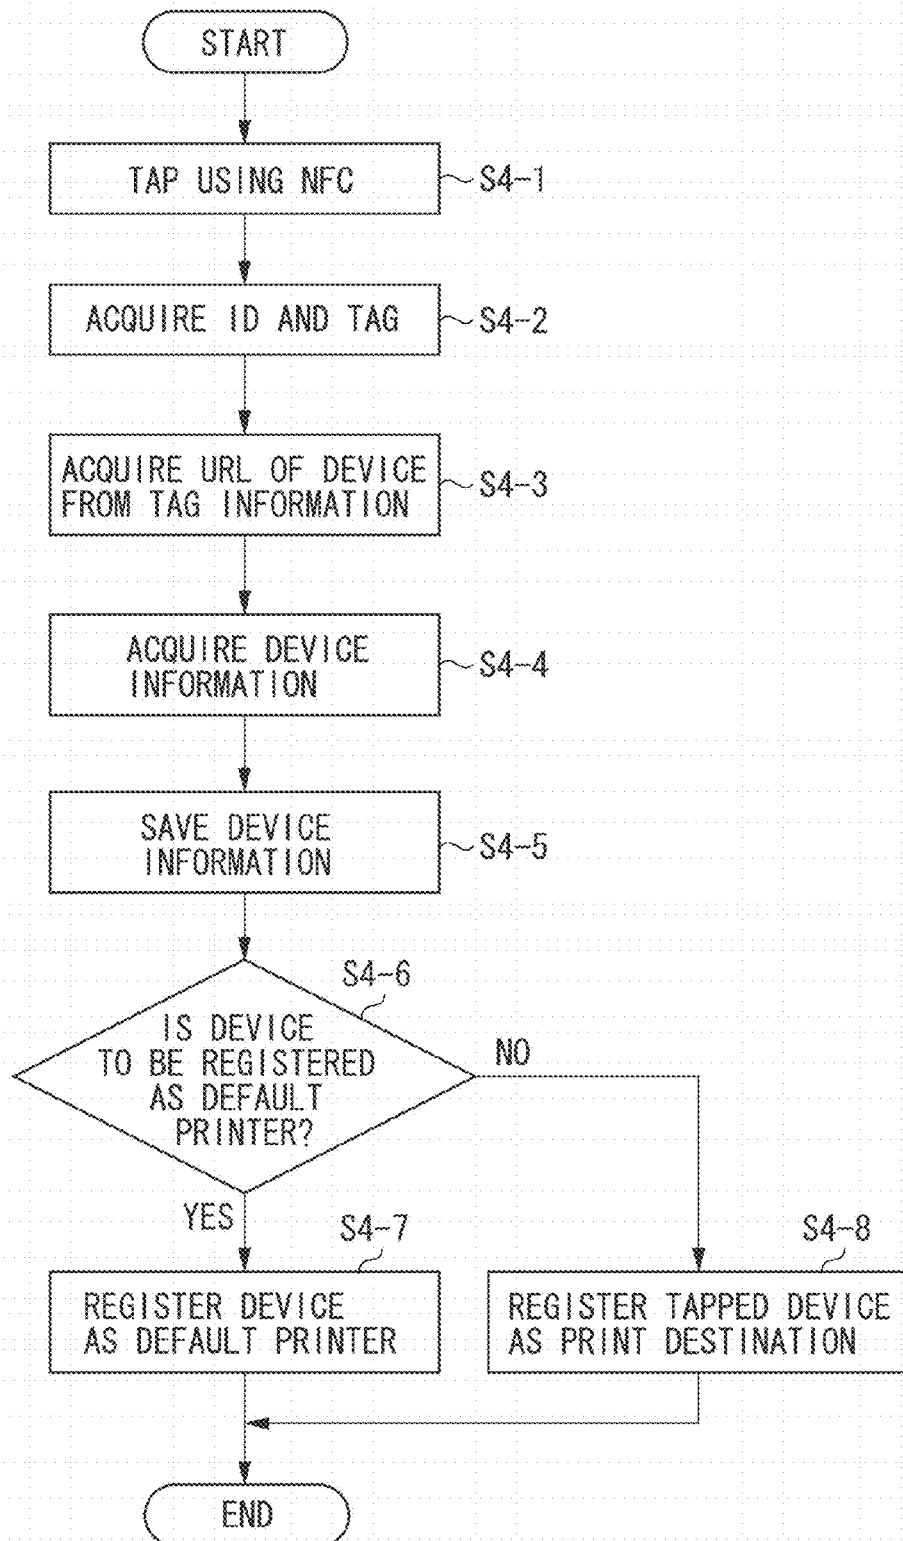 START
TAP USING NFC
S4-1
ACQUIRE ID AND TAG
S4-2
ACQUIRE URL OF DEVICE
FROM TAG INFORMATION
S4-3
ACQUIRE DEVICE
INFORMATION
S4-4
SAVE DEVICE
INFORMATION
S4-5
S4-6
IS DEVICE
TO BE REGISTERED
AS DEFAULT
PRINTER?
NO
YES
S4-7
REGISTER DEVICE
AS DEFAULT PRINTER
S4-8
REGISTER TAPPED DEVICE
AS PRINT DESTINATION
END